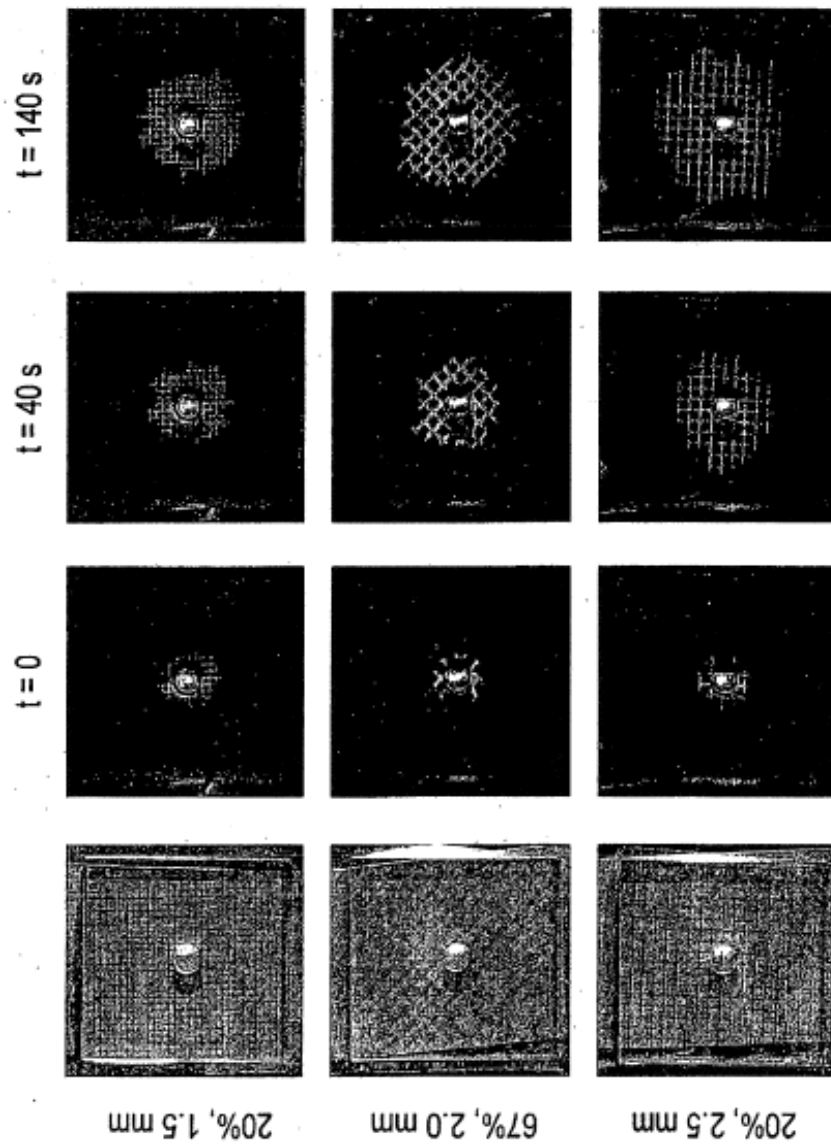 t = 0
t = 40 s
t = 140 s
20%, 1.5 mm
67%, 2.0 mm
20%, 2.5 mm